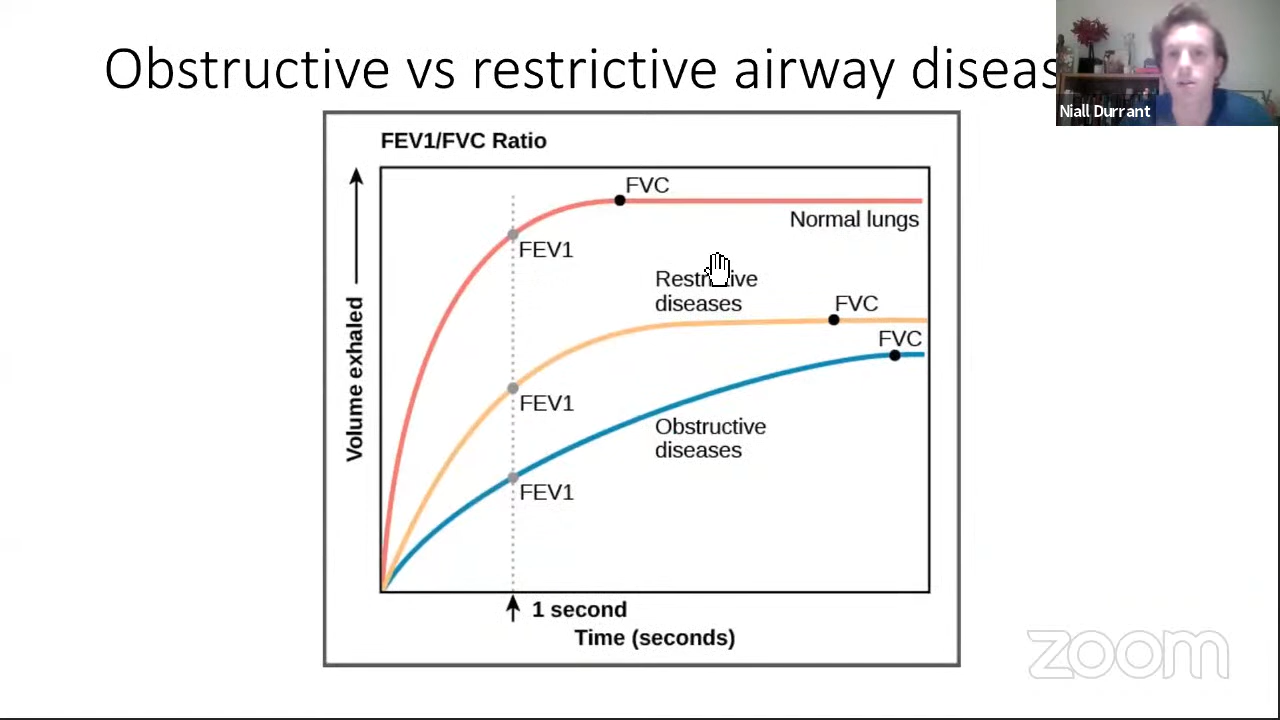 Obstructive vs restrictive airway diseas
Niall Durrant
FEV1/FVC Ratio
FVC
Normal lungs
FEV1
diseases
FVC
FVC
FEV1
Obstructive
diseases
FEV1
Volume exhaled
1 second
Time (seconds)
zoom